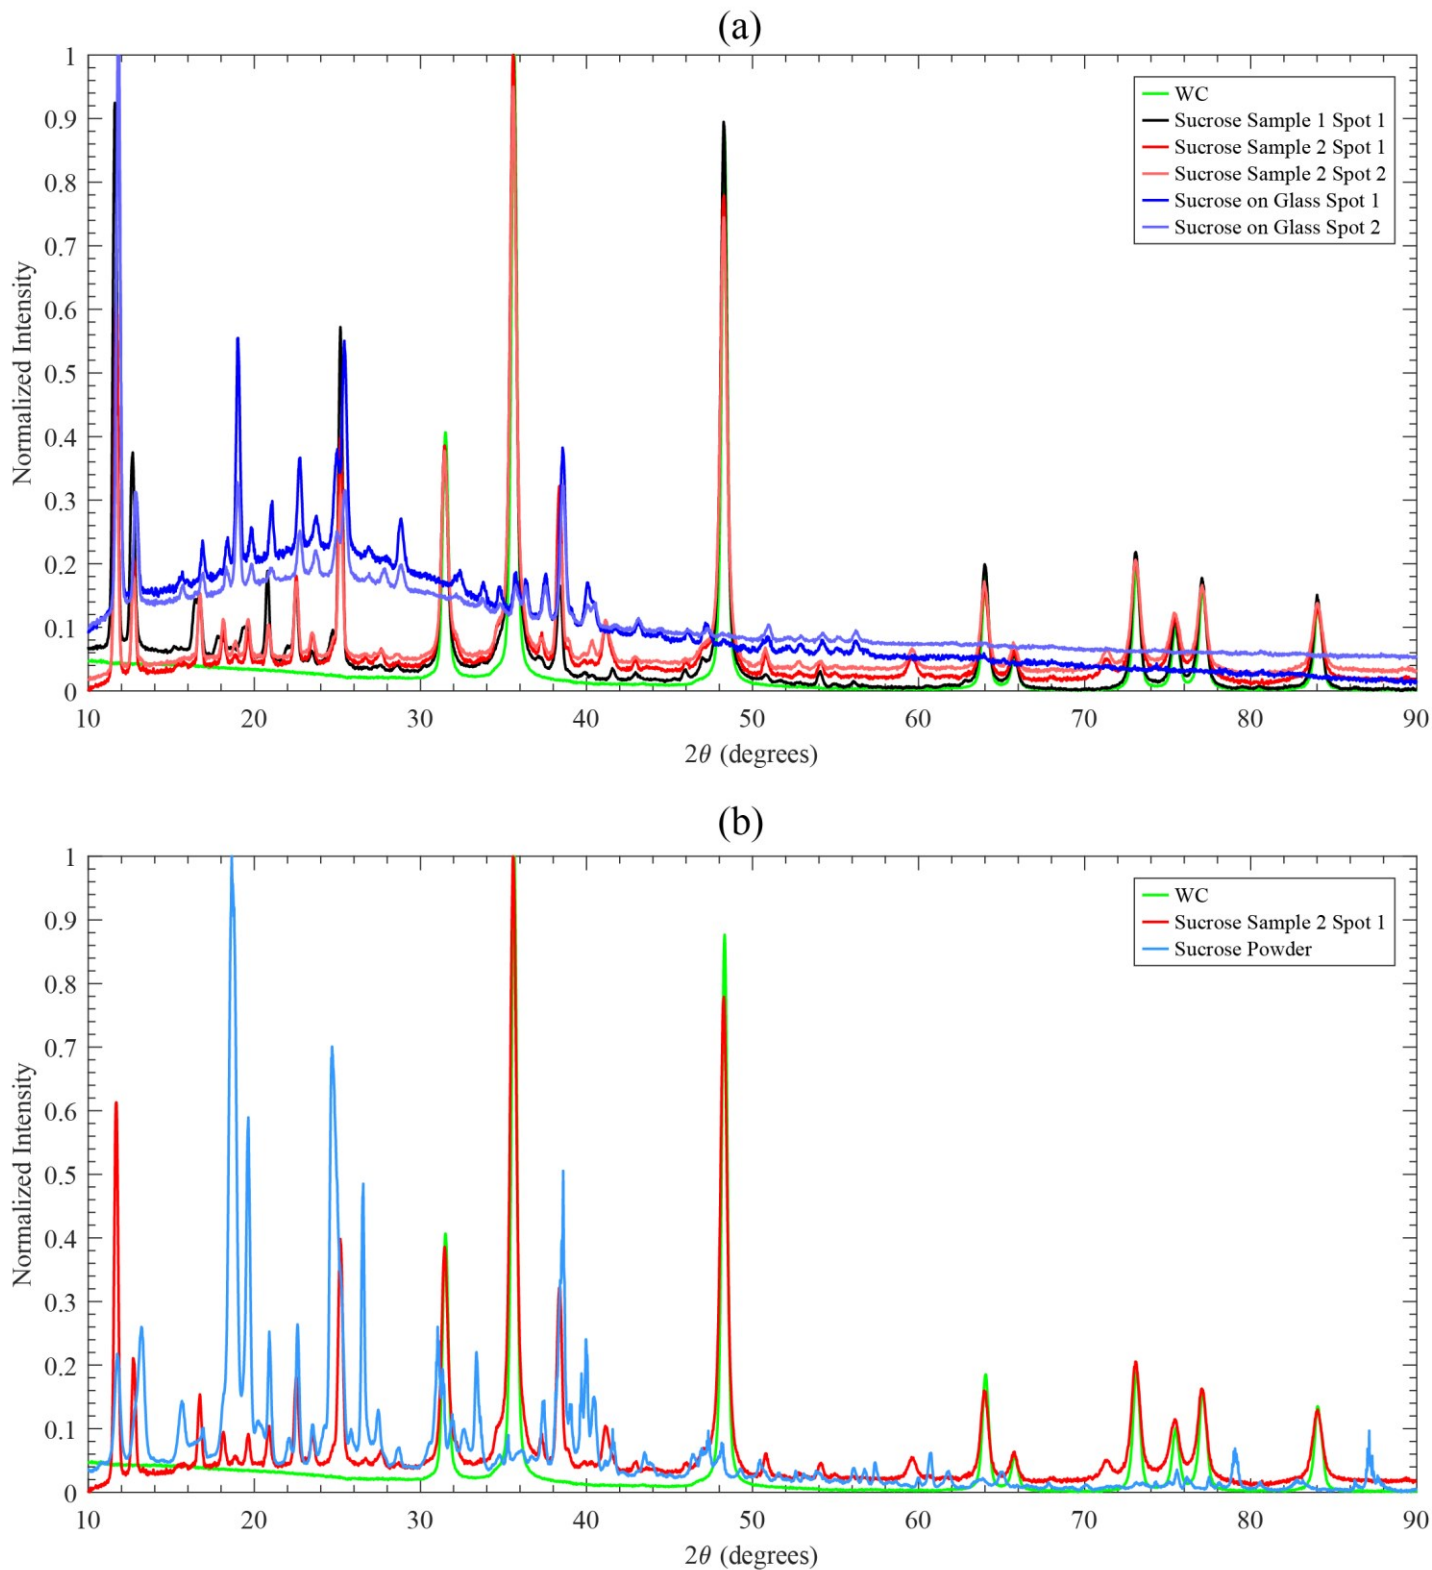 (a)
1
0.9
0.8
0.7
0.6
0.5
0.4
0.3
0.2
0.1
0
Normalized Intensity
WC
Sucrose Sample 1 Spot 1
Sucrose Sample 2 Spot 1
Sucrose Sample 2 Spot 2
Sucrose on Glass Spot 1
Sucrose on Glass Spot 2
10 20 30 40 50 60 70 80 90
2θ (degrees)
(b)
1
0.9
0.8
0.7
0.6
0.5
0.4
0.3
0.2
0.1
0
Normalized Intensity
WC
Sucrose Sample 2 Spot 1
Sucrose Powder
10 20 30 40 50 60 70 80 90
2θ (degrees)